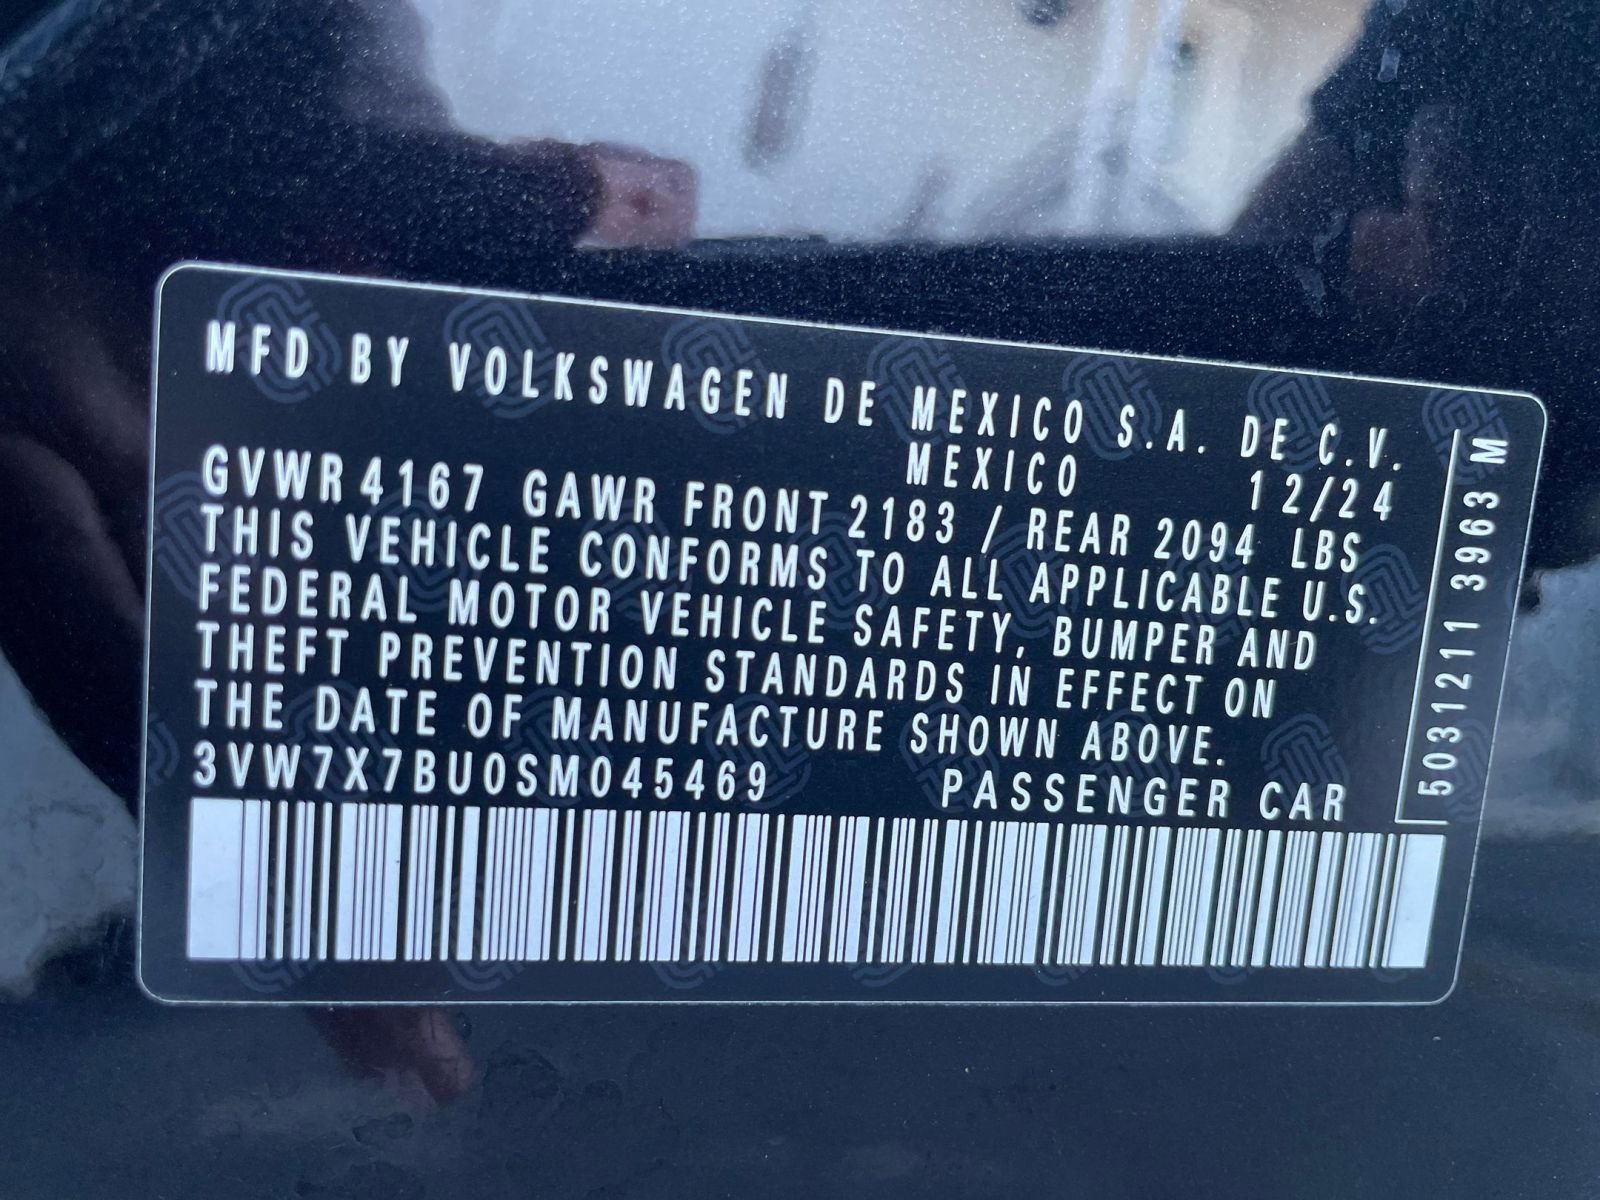 MFD BY VOLKSWAGEN DE MEXICO S.A. DE C.V.
MEXICO 12/24
GVWR 4167 GAWR FRONT 2183 / REAR 2094 LBS
THIS VEHICLE CONFORMS TO ALL APPLICABLE U.S.
FEDERAL MOTOR VEHICLE SAFETY, BUMPER AND
THEFT PREVENTION STANDARDS IN EFFECT ON
THE DATE OF MANUFACTURE SHOWN ABOVE.
3VW7X7BU0SM045469 PASSENGER CAR
5031211 3963 M